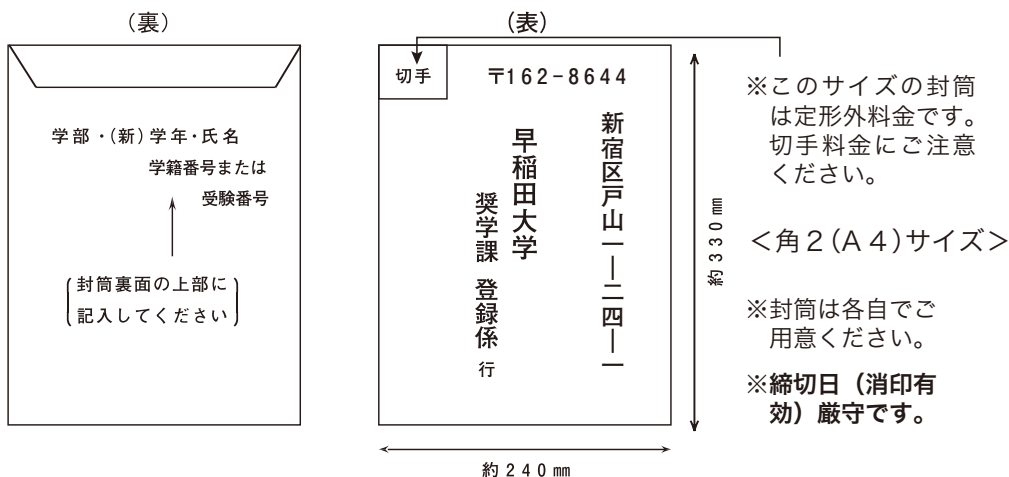 （裏）
学部・（新）学年・氏名
学籍番号または
受験番号
封筒裏面の上部に
記入してください
（表）
切手
〒162-8644
新宿区戸山一―二四―一
早稲田大学
奨学課 登録係 行
約330㎜
約240㎜
※このサイズの封筒
は定形外料金です。
切手料金にご注意
ください。
＜角２（Ａ４）サイズ＞
※封筒は各自でご
用意ください。
※締切日（消印有
効）厳守です。